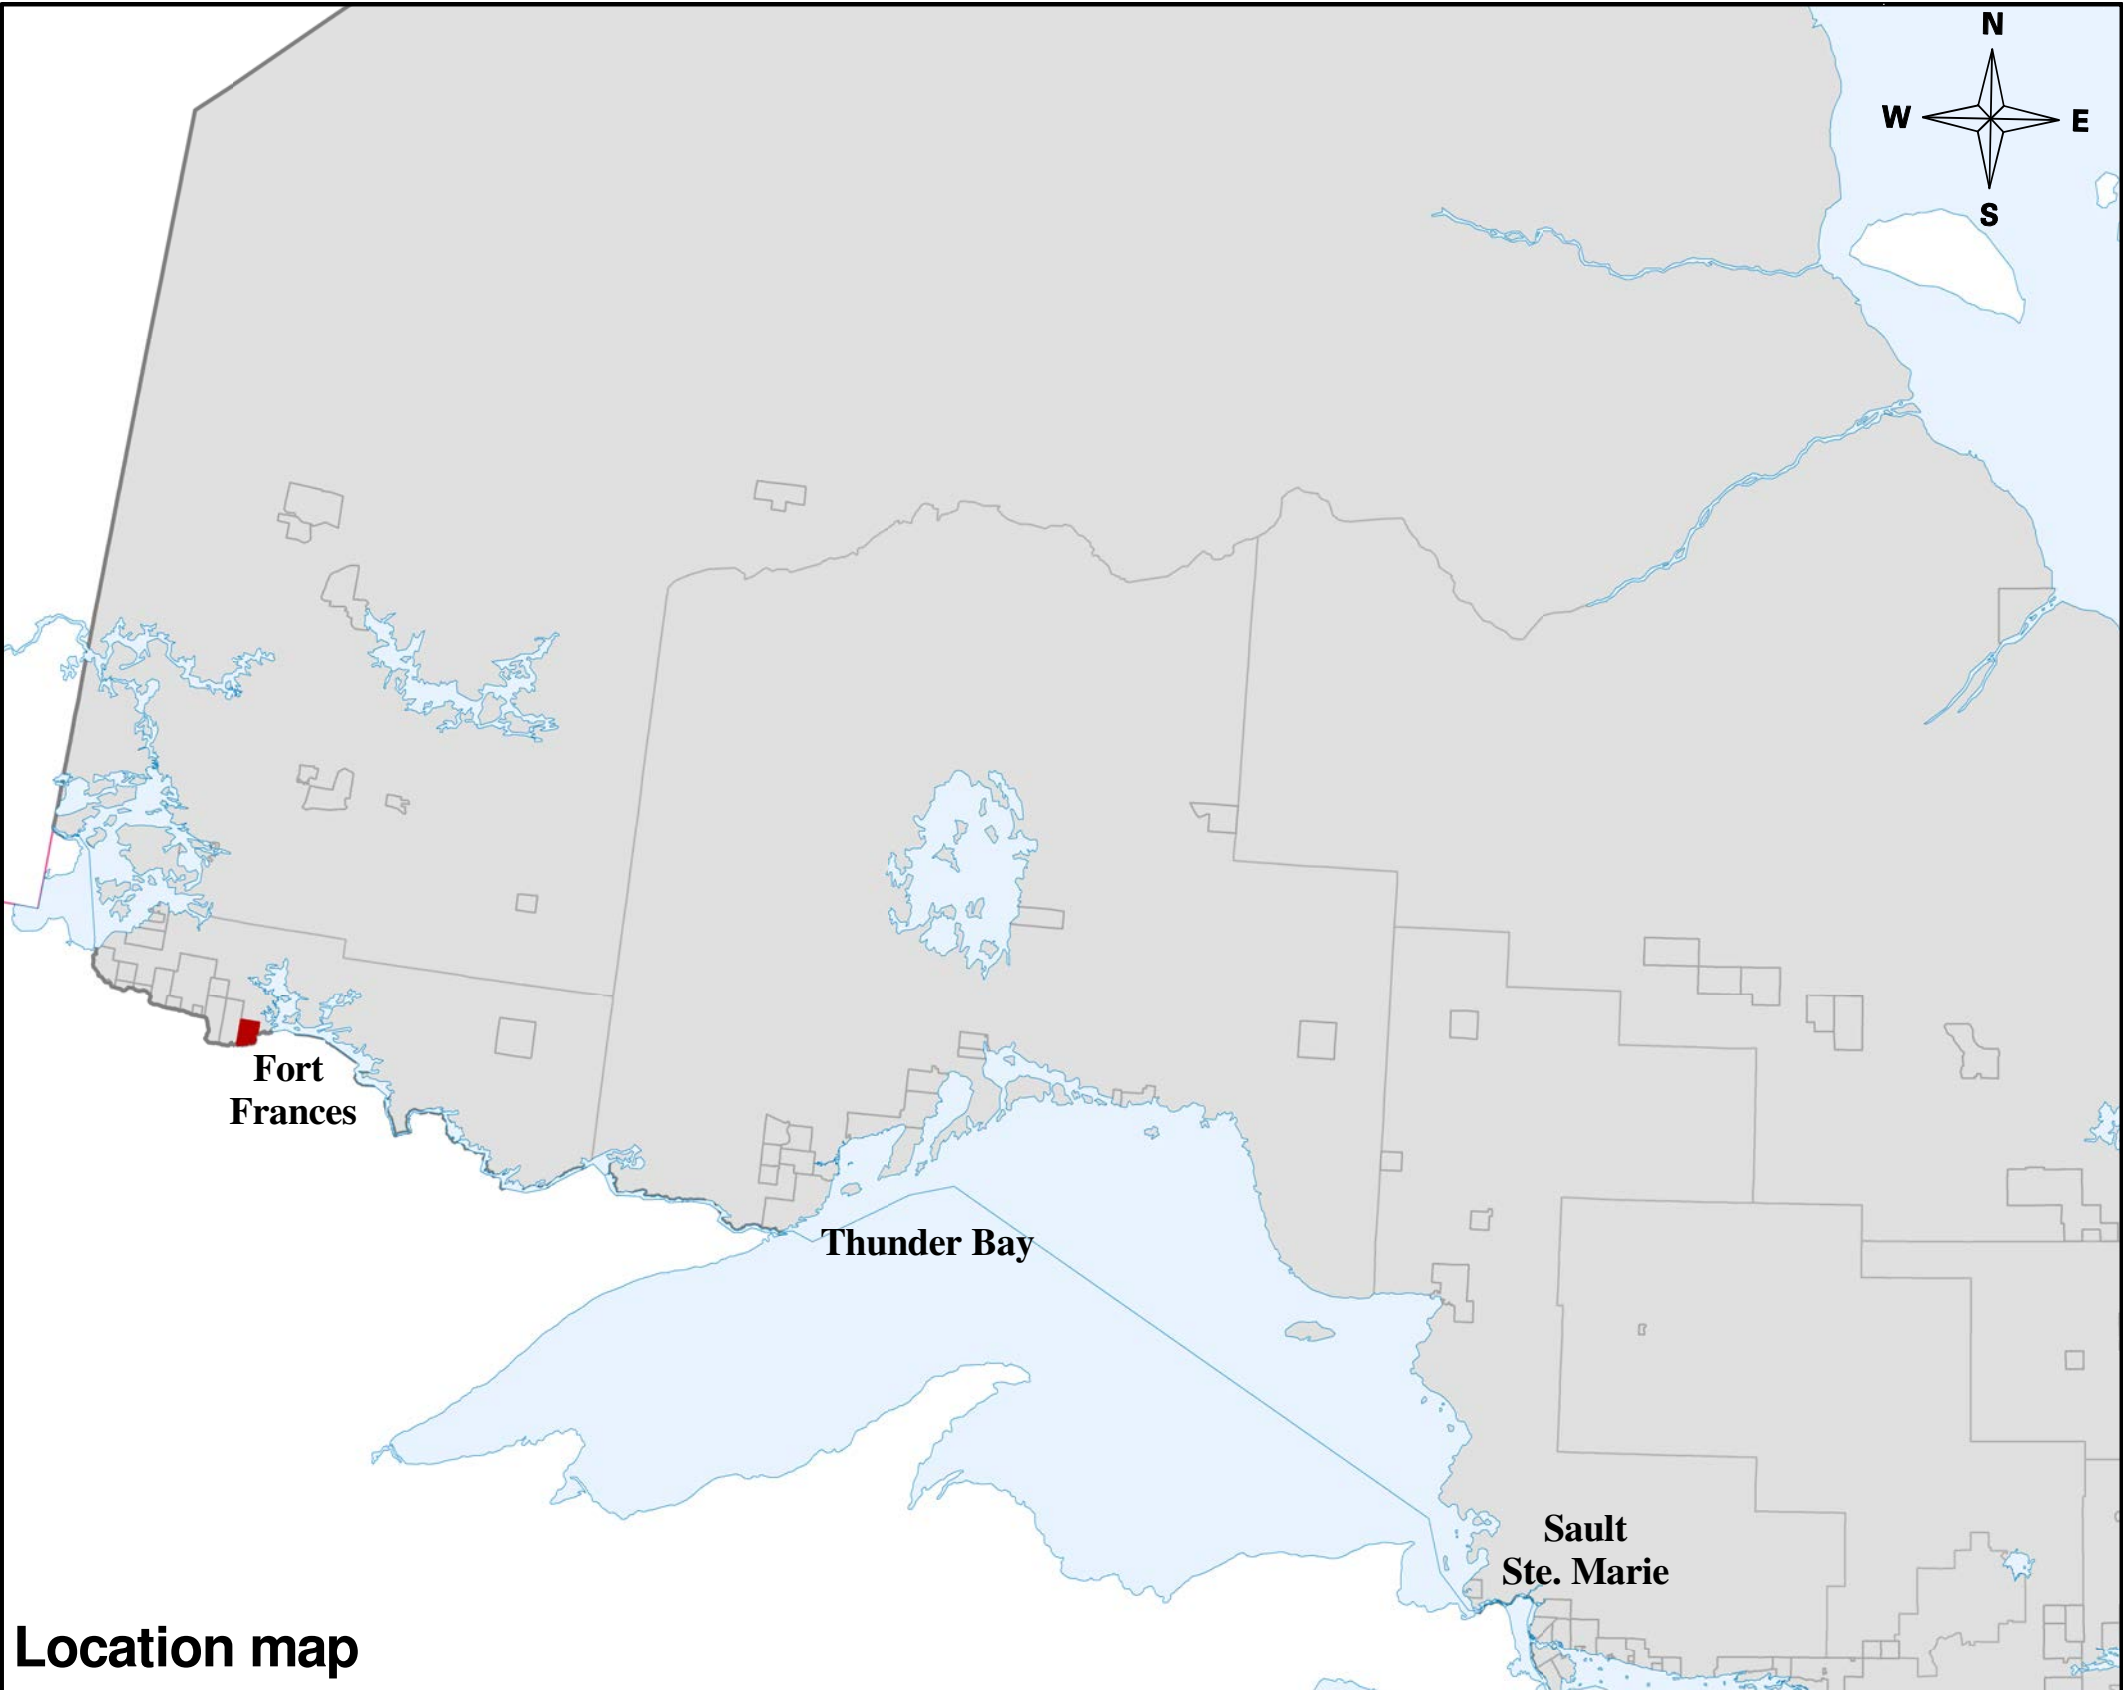 N
W E
S
Fort
Frances
Thunder Bay
Sault
Ste. Marie
Location map